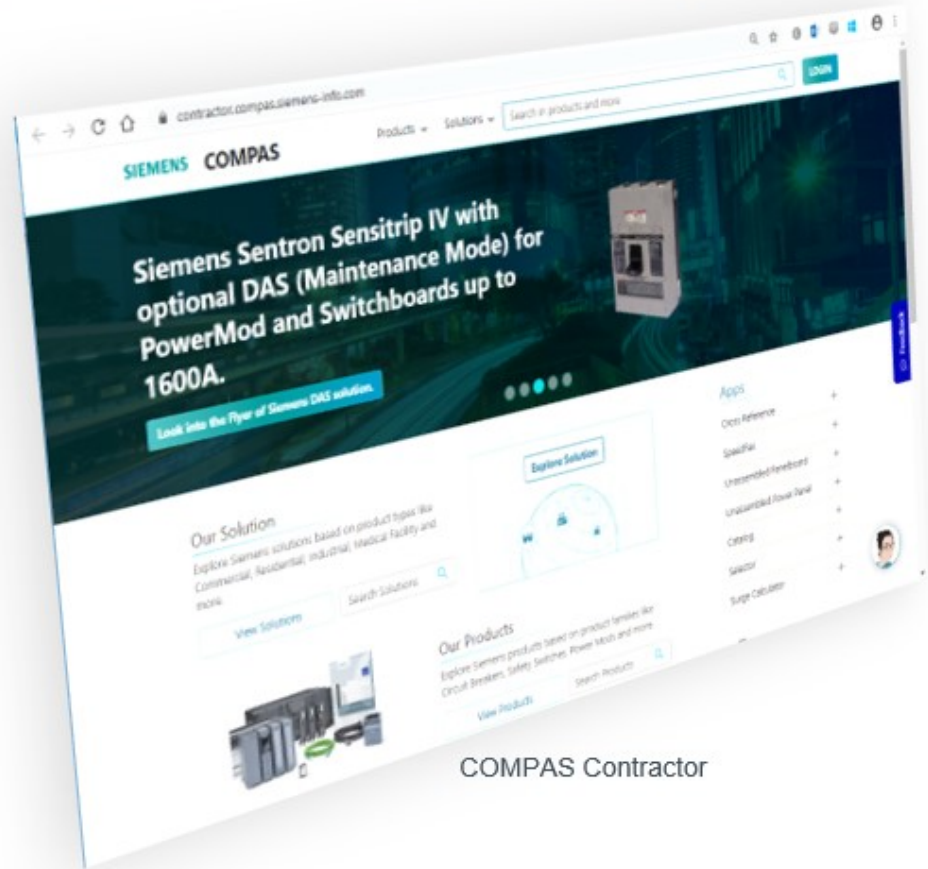 contractor.compas.siemens-info.com
SIEMENS COMPAS
Products
Solutions
Search in products and more
LOGIN
Siemens Sentron Sensitrip IV with
optional DAS (Maintenance Mode) for
PowerMod and Switchboards up to
1600A.
Look into the Flyer of Siemens DAS solution.
Feedback
Our Solution
Explore Siemens solutions based on product types like
Commercial, Residential, Industrial, Medical Facility and
more.
View Solutions
Search Solutions
Explore Solution
Our Products
Explore Siemens products based on product families like
Circuit Breakers, Safety Switches, Power Mods and more.
View Products
Search Products
Apps
Cross Reference
SpeedFax
Unassembled Panelboard
Unassembled Power Panel
Catalog
Selector
Surge Calculator
COMPAS Contractor